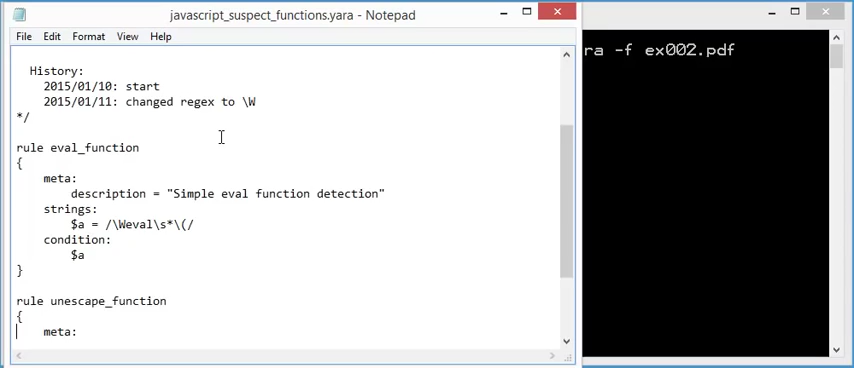 javascript_suspect_functions.yara - Notepad
File Edit Format View Help
History:
2015/01/10: start
2015/01/11: changed regex to \W
*/
rule eval_function
{
meta:
description = "Simple eval function detection"
strings:
$a = /\Weval\s*\(/
condition:
$a
}
rule unescape_function
{
meta:
ra -f ex002.pdf